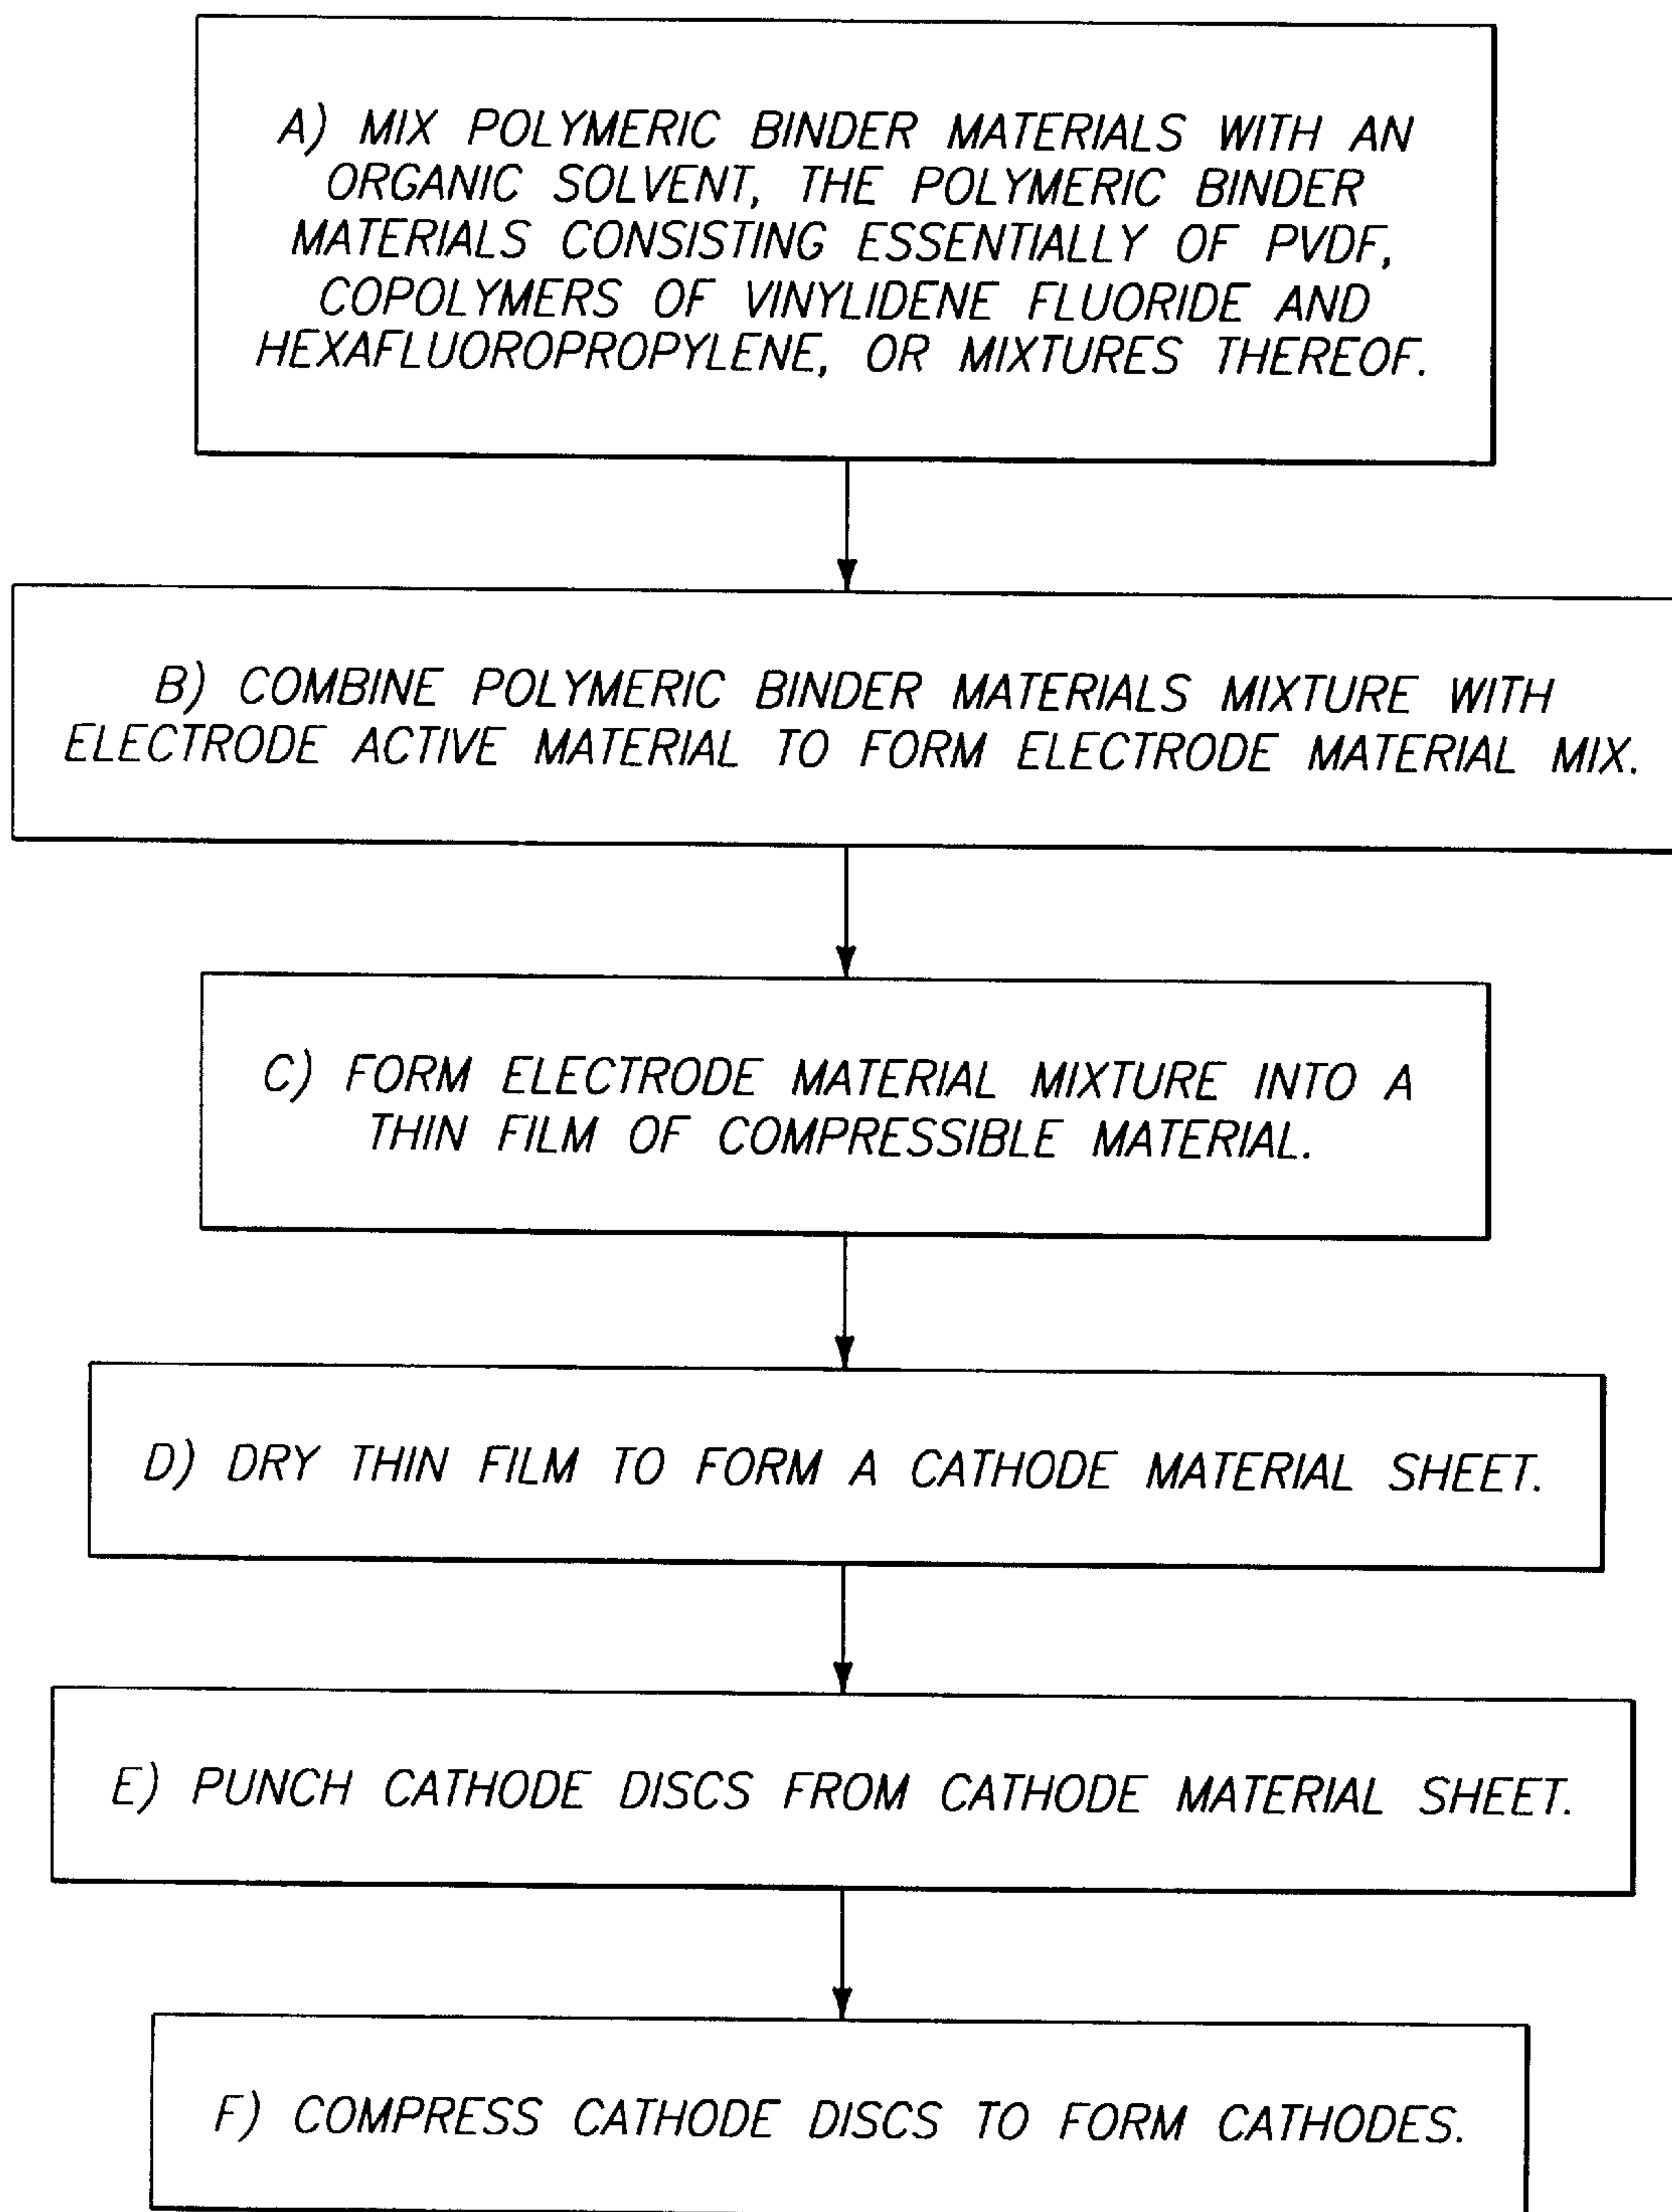 A) MIX POLYMERIC BINDER MATERIALS WITH AN
ORGANIC SOLVENT, THE POLYMERIC BINDER
MATERIALS CONSISTING ESSENTIALLY OF PVDF,
COPOLYMERS OF VINYLIDENE FLUORIDE AND
HEXAFLUOROPROPYLENE, OR MIXTURES THEREOF.
B) COMBINE POLYMERIC BINDER MATERIALS MIXTURE WITH
ELECTRODE ACTIVE MATERIAL TO FORM ELECTRODE MATERIAL MIX.
C) FORM ELECTRODE MATERIAL MIXTURE INTO A
THIN FILM OF COMPRESSIBLE MATERIAL.
D) DRY THIN FILM TO FORM A CATHODE MATERIAL SHEET.
E) PUNCH CATHODE DISCS FROM CATHODE MATERIAL SHEET.
F) COMPRESS CATHODE DISCS TO FORM CATHODES.